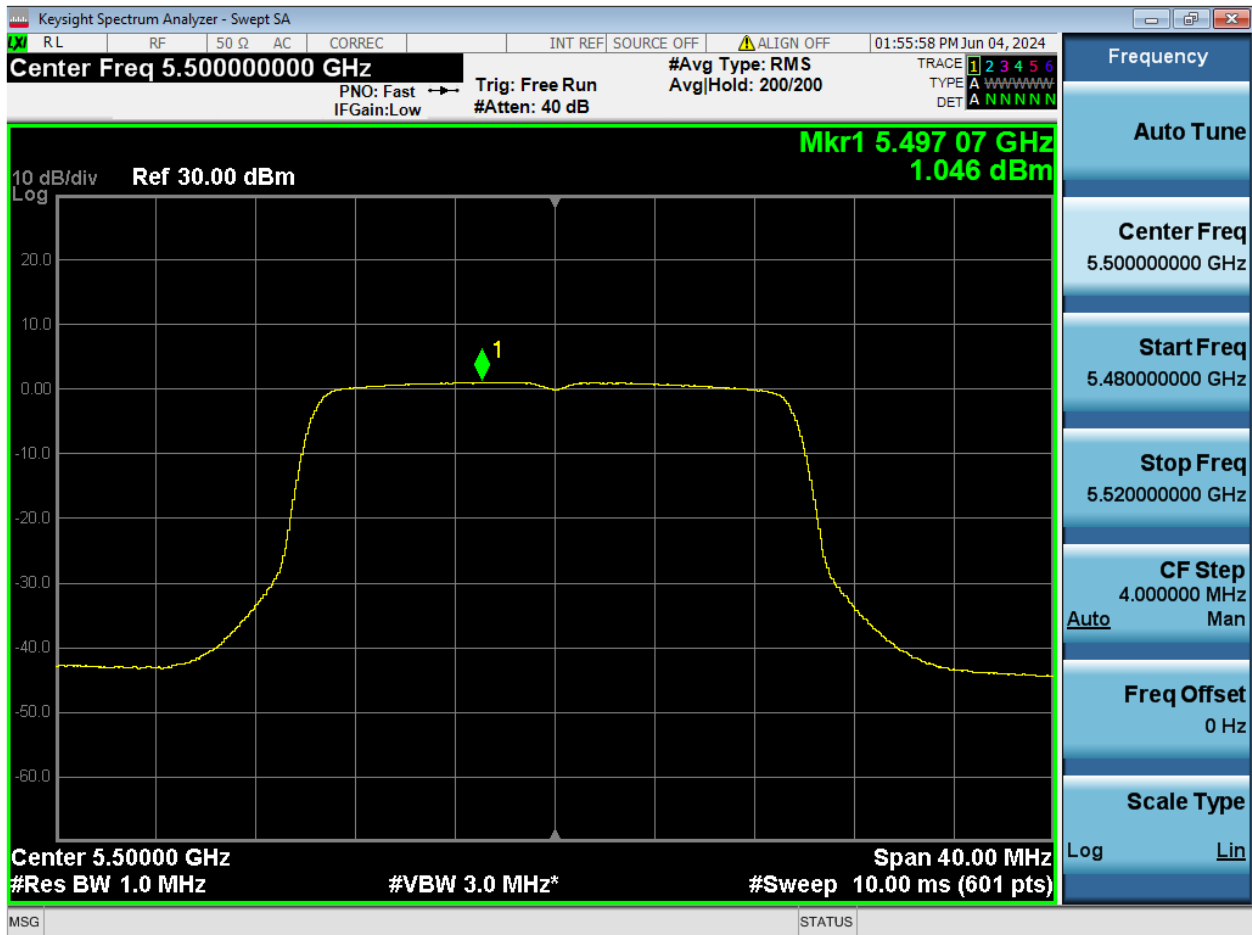 Keysight Spectrum Analyzer - Swept SA
LXI RL RF 50 Ω AC CORREC INT REF SOURCE OFF ALIGN OFF 01:55:58 PM Jun 04, 2024
Center Freq 5.500000000 GHz
PNO: Fast
IFGain:Low
Trig: Free Run
#Atten: 40 dB
#Avg Type: RMS
Avg|Hold: 200/200
TRACE 1 2 3 4 5 6
TYPE A WWWWW
DET A N N N N N
Mkr1 5.497 07 GHz
1.046 dBm
10 dB/div Ref 30.00 dBm
Log
1
20.0
10.0
0.00
-10.0
-20.0
-30.0
-40.0
-50.0
-60.0
Center 5.50000 GHz Span 40.00 MHz
#Res BW 1.0 MHz #VBW 3.0 MHz* #Sweep 10.00 ms (601 pts)
MSG STATUS
Frequency
Auto Tune
Center Freq
5.500000000 GHz
Start Freq
5.480000000 GHz
Stop Freq
5.520000000 GHz
CF Step
4.000000 MHz
Auto Man
Freq Offset
0 Hz
Scale Type
Log Lin